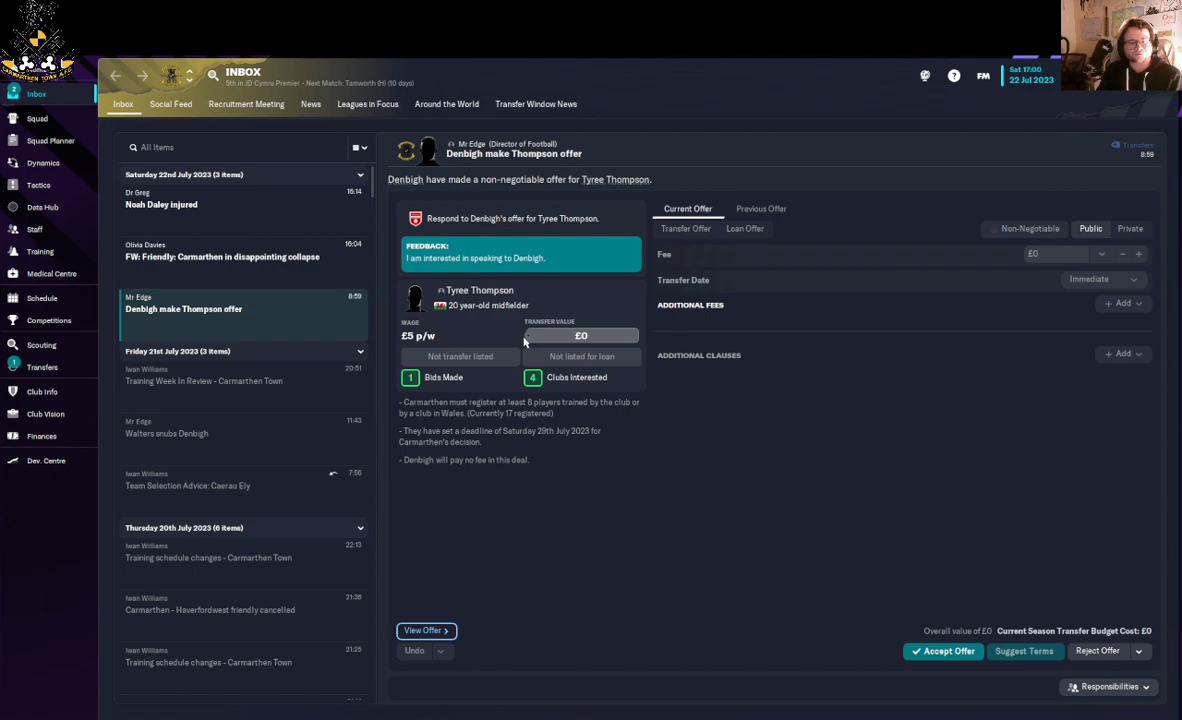 CARMARTHEN TOWN A.F.C.
INBOX
5th in JD Cymru Premier - Next Match: Tamworth (H) (10 days)
FM
Sat 17:00
22 Jul 2023
2
Inbox
Squad
Squad Planner
Dynamics
Tactics
Data Hub
Staff
Training
Medical Centre
Schedule
Competitions
Scouting
1
Transfers
Club Info
Club Vision
Finances
Dev. Centre
Inbox
Social Feed
Recruitment Meeting
News
Leagues in Focus
Around the World
Transfer Window News
All Items
Saturday 22nd July 2023 (3 items)
Dr Greg
16:14
Noah Daley injured
Olivia Davies
16:04
FW: Friendly: Carmarthen in disappointing collapse
Mr Edge
8:59
Denbigh make Thompson offer
Friday 21st July 2023 (3 items)
Iwan Williams
20:51
Training Week In Review - Carmarthen Town
Mr Edge
11:43
Walters snubs Denbigh
Iwan Williams
7:56
Team Selection Advice: Caerau Ely
Thursday 20th July 2023 (6 items)
Iwan Williams
22:13
Training schedule changes - Carmarthen Town
Iwan Williams
21:36
Carmarthen - Haverfordwest friendly cancelled
Iwan Williams
21:25
Training schedule changes - Carmarthen Town
Mr Edge (Director of Football)
Denbigh make Thompson offer
Transfers
8:59
Denbigh have made a non-negotiable offer for Tyree Thompson.
Respond to Denbigh's offer for Tyree Thompson.
FEEDBACK:
I am interested in speaking to Denbigh.
Tyree Thompson
20 year-old midfielder
WAGE
TRANSFER VALUE
£5 p/w
£0
Not transfer listed
Not listed for loan
1
Bids Made
4
Clubs Interested
- Carmarthen must register at least 8 players trained by the club or
by a club in Wales. (Currently 17 registered)
- They have set a deadline of Saturday 29th July 2023 for
Carmarthen's decision.
- Denbigh will pay no fee in this deal.
View Offer
Undo
Current Offer
Previous Offer
Transfer Offer
Loan Offer
Non-Negotiable
Public
Private
Fee
£0
Transfer Date
Immediate
ADDITIONAL FEES
Add
ADDITIONAL CLAUSES
Add
Overall value of £0 Current Season Transfer Budget Cost: £0
Accept Offer
Suggest Terms
Reject Offer
Responsibilities